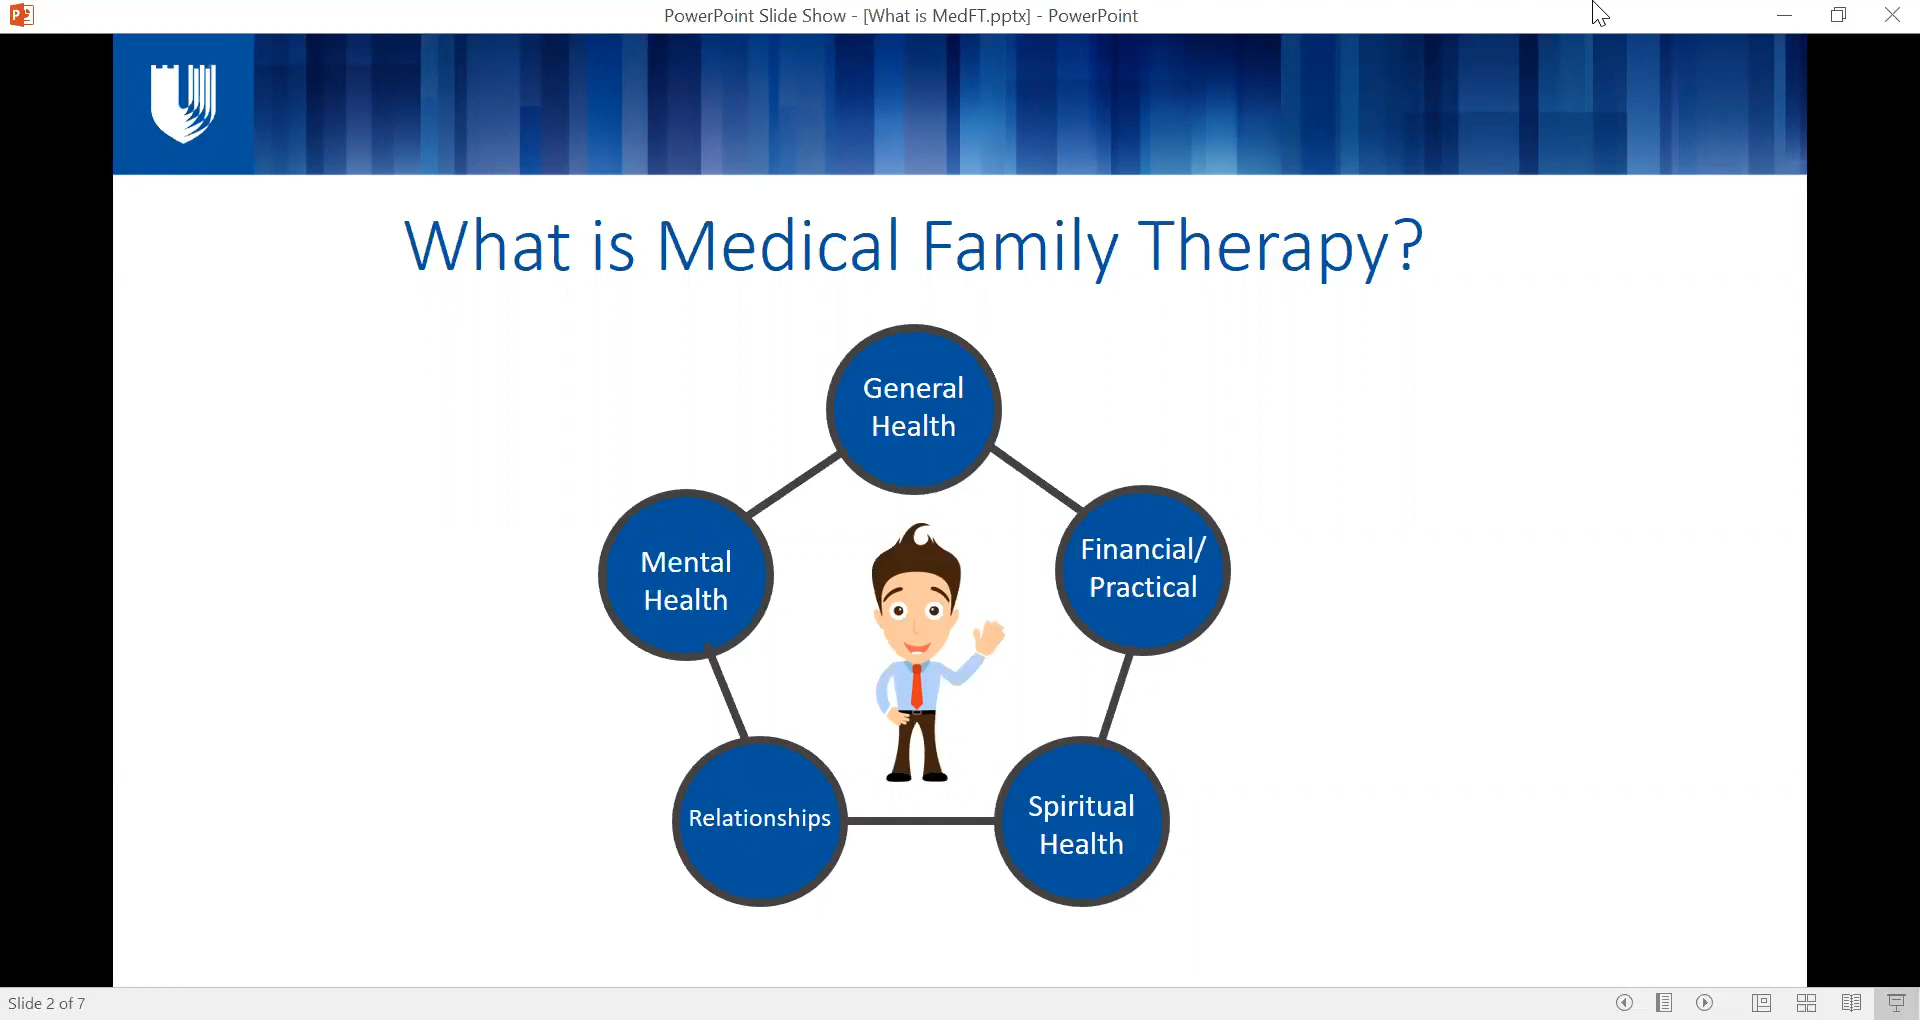 PowerPoint Slide Show - [What is MedFT.pptx] - PowerPoint
What is Medical Family Therapy?
General
Health
Mental
Health
Financial/
Practical
Relationships
Spiritual
Health
Slide 2 of 7